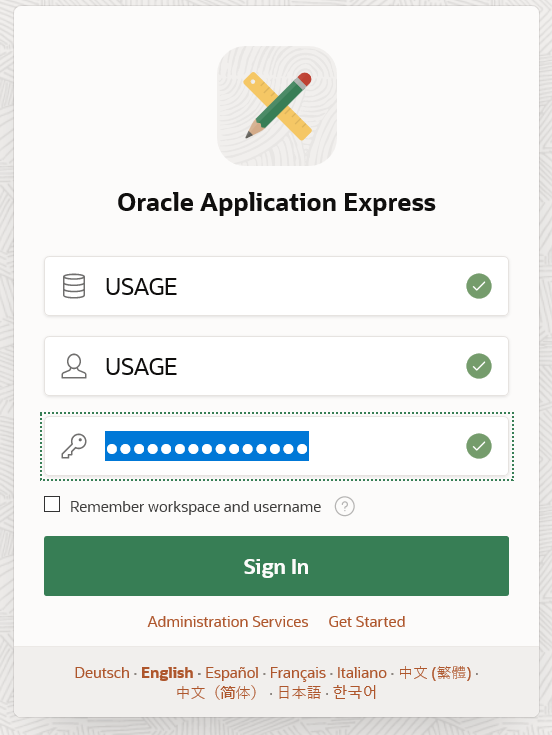 Oracle Application Express
USAGE
USAGE
●●●●●●●●●●●●●●●
Remember workspace and username ?
Sign In
Administration Services Get Started
Deutsch · English · Español · Français · Italiano · 中文 (繁體) ·
中文（简体） · 日本語 · 한국어